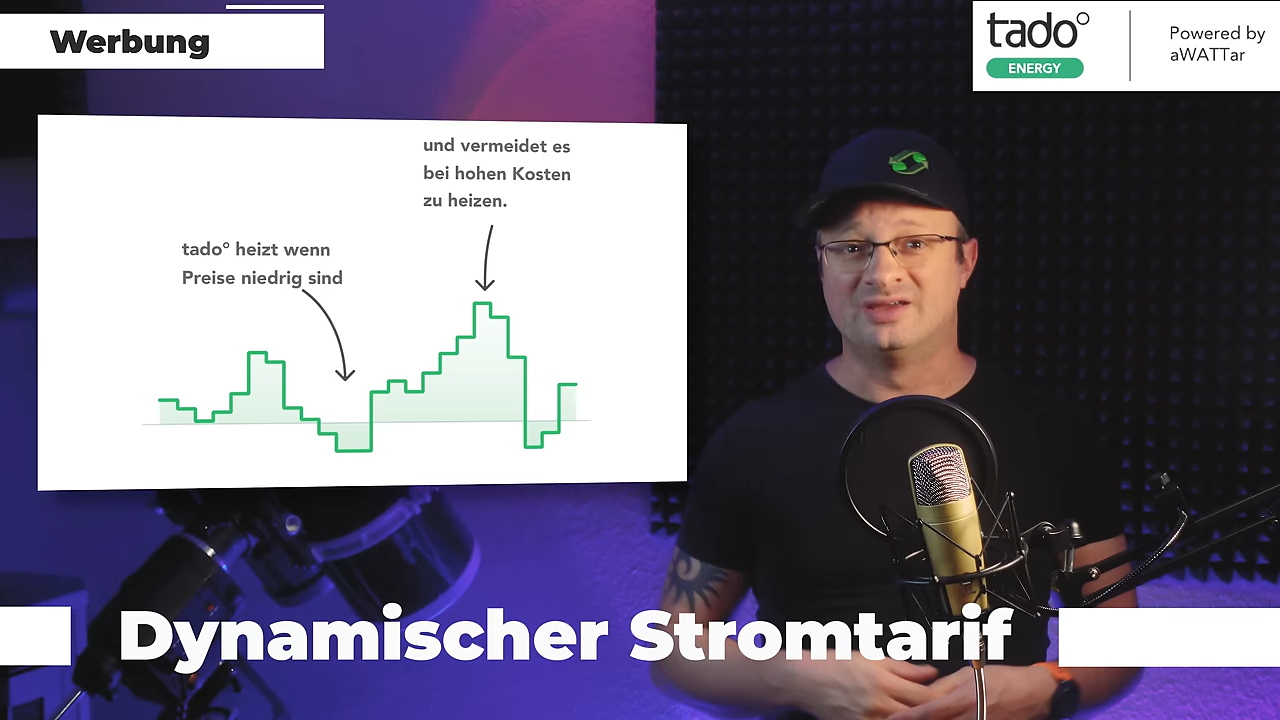 Werbung
tado°
ENERGY
Powered by
aWATTar
und vermeidet es
bei hohen Kosten
zu heizen.
tado° heizt wenn
Preise niedrig sind
Dynamischer Stromtarif